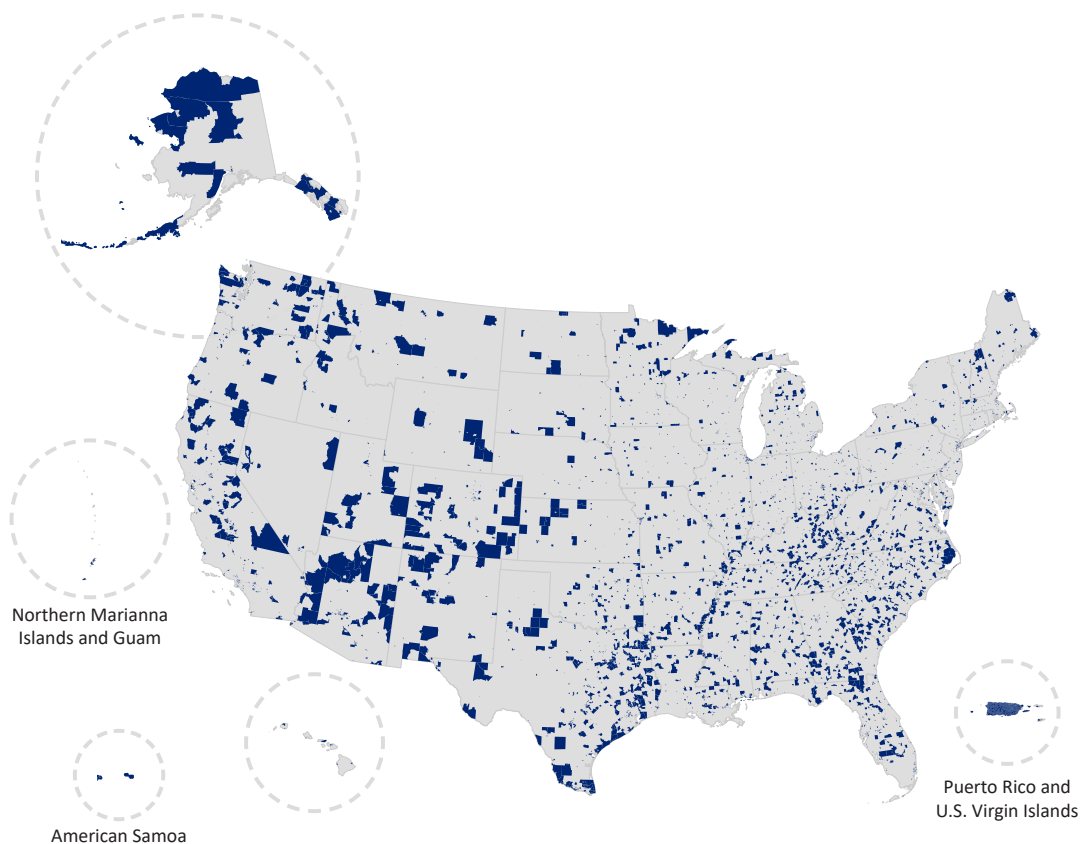 Northern Marianna
Islands and Guam
American Samoa
Puerto Rico and
U.S. Virgin Islands